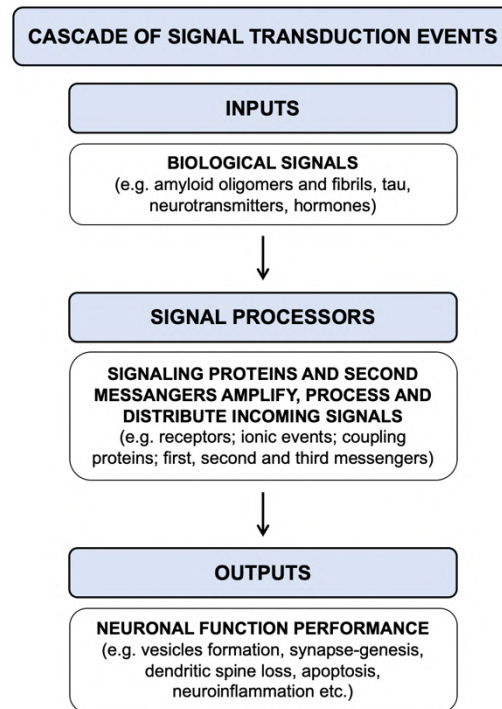 CASCADE OF SIGNAL TRANSDUCTION EVENTS
INPUTS
BIOLOGICAL SIGNALS
(e.g. amyloid oligomers and fibrils, tau,
neurotransmitters, hormones)
SIGNAL PROCESSORS
SIGNALING PROTEINS AND SECOND
MESSANGERS AMPLIFY, PROCESS AND
DISTRIBUTE INCOMING SIGNALS
(e.g. receptors; ionic events; coupling
proteins; first, second and third messengers)
OUTPUTS
NEURONAL FUNCTION PERFORMANCE
(e.g. vesicles formation, synapse-genesis,
dendritic spine loss, apoptosis,
neuroinflammation etc.)